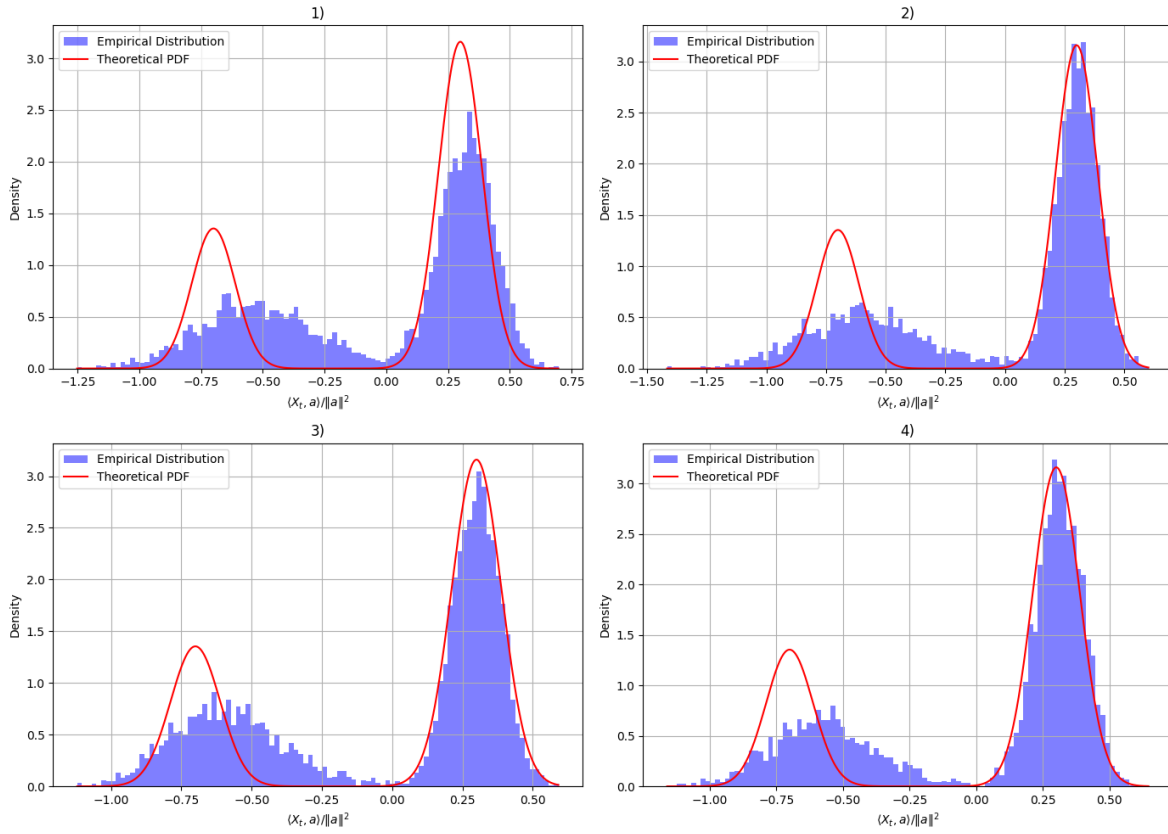 1)
Empirical Distribution
Theoretical PDF
Density
3.0
2.5
2.0
1.5
1.0
0.5
0.0
−1.25 −1.00 −0.75 −0.50 −0.25 0.00 0.25 0.50 0.75
⟨X_t, a⟩/‖a‖²
2)
Empirical Distribution
Theoretical PDF
Density
3.0
2.5
2.0
1.5
1.0
0.5
0.0
−1.50 −1.25 −1.00 −0.75 −0.50 −0.25 0.00 0.25 0.50
⟨X_t, a⟩/‖a‖²
3)
Empirical Distribution
Theoretical PDF
Density
3.0
2.5
2.0
1.5
1.0
0.5
0.0
−1.00 −0.75 −0.50 −0.25 0.00 0.25 0.50
⟨X_t, a⟩/‖a‖²
4)
Empirical Distribution
Theoretical PDF
Density
3.0
2.5
2.0
1.5
1.0
0.5
0.0
−1.00 −0.75 −0.50 −0.25 0.00 0.25 0.50
⟨X_t, a⟩/‖a‖²